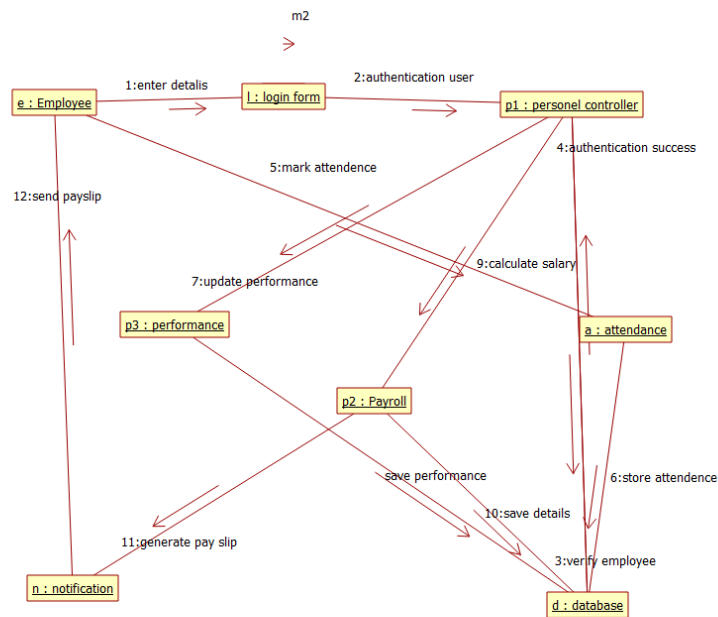 m2
1:enter detalis
2:authentication user
e : Employee
l : login form
p1 : personel controller
4:authentication success
5:mark attendence
12:send payslip
9:calculate salary
7:update performance
p3 : performance
a : attendance
p2 : Payroll
save performance
6:store attendence
10:save details
11:generate pay slip
3:verify employee
n : notification
d : database